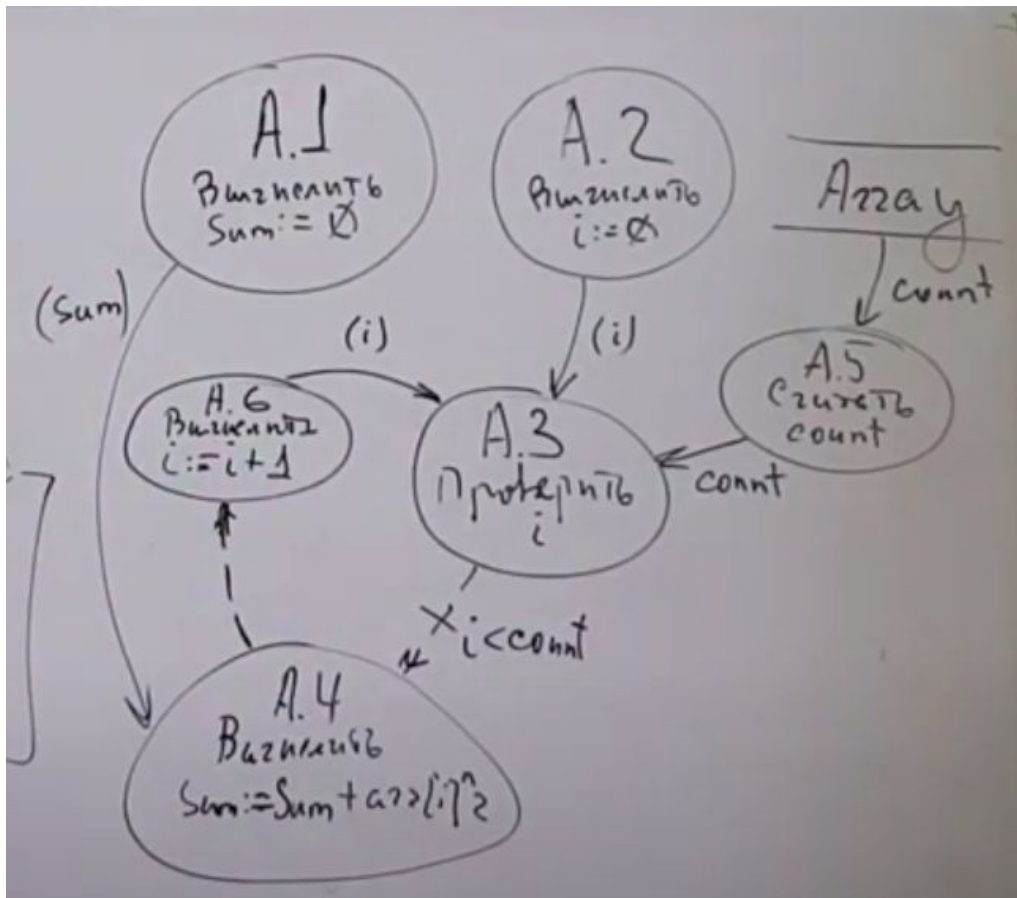 A.1
Вычислить
Sum:=0
A.2
Вычислить
i:=0
Array
count
(sum)
(i)
(i)
A.6
Вычислить
i:=i+1
A.3
Проверить
i
A.5
Считать
count
count
i<count
A.4
Вычислить
Sum:=Sum+arr[i]^2